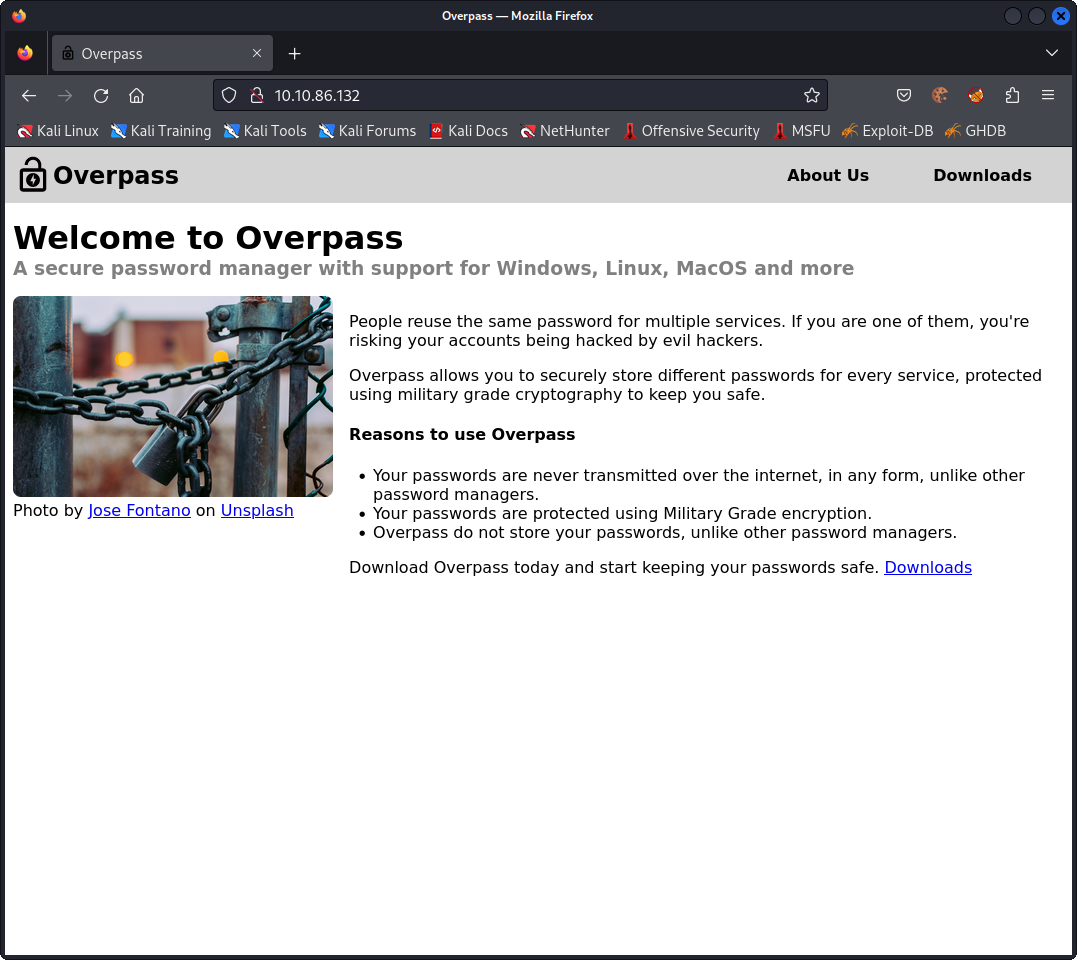 Overpass — Mozilla Firefox
Overpass
10.10.86.132
Kali Linux Kali Training Kali Tools Kali Forums Kali Docs NetHunter Offensive Security MSFU Exploit-DB GHDB
Overpass About Us Downloads
Welcome to Overpass
A secure password manager with support for Windows, Linux, MacOS and more
People reuse the same password for multiple services. If you are one of them, you're
risking your accounts being hacked by evil hackers.
Overpass allows you to securely store different passwords for every service, protected
using military grade cryptography to keep you safe.
Reasons to use Overpass
• Your passwords are never transmitted over the internet, in any form, unlike other
password managers.
• Your passwords are protected using Military Grade encryption.
• Overpass do not store your passwords, unlike other password managers.
Download Overpass today and start keeping your passwords safe. Downloads
Photo by Jose Fontano on Unsplash